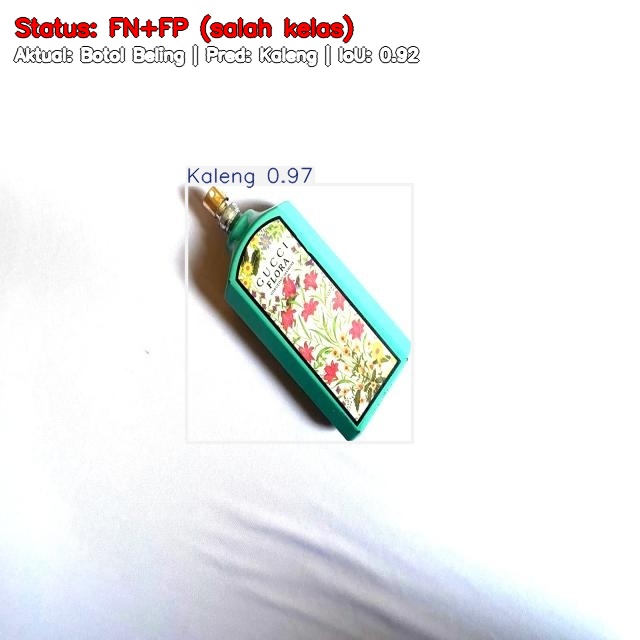 Status: FN+FP (salah kelas)
Aktual: Botol Beling | Pred: Kaleng | IoU: 0.92
Kaleng 0.97
GUCCI
FLORA